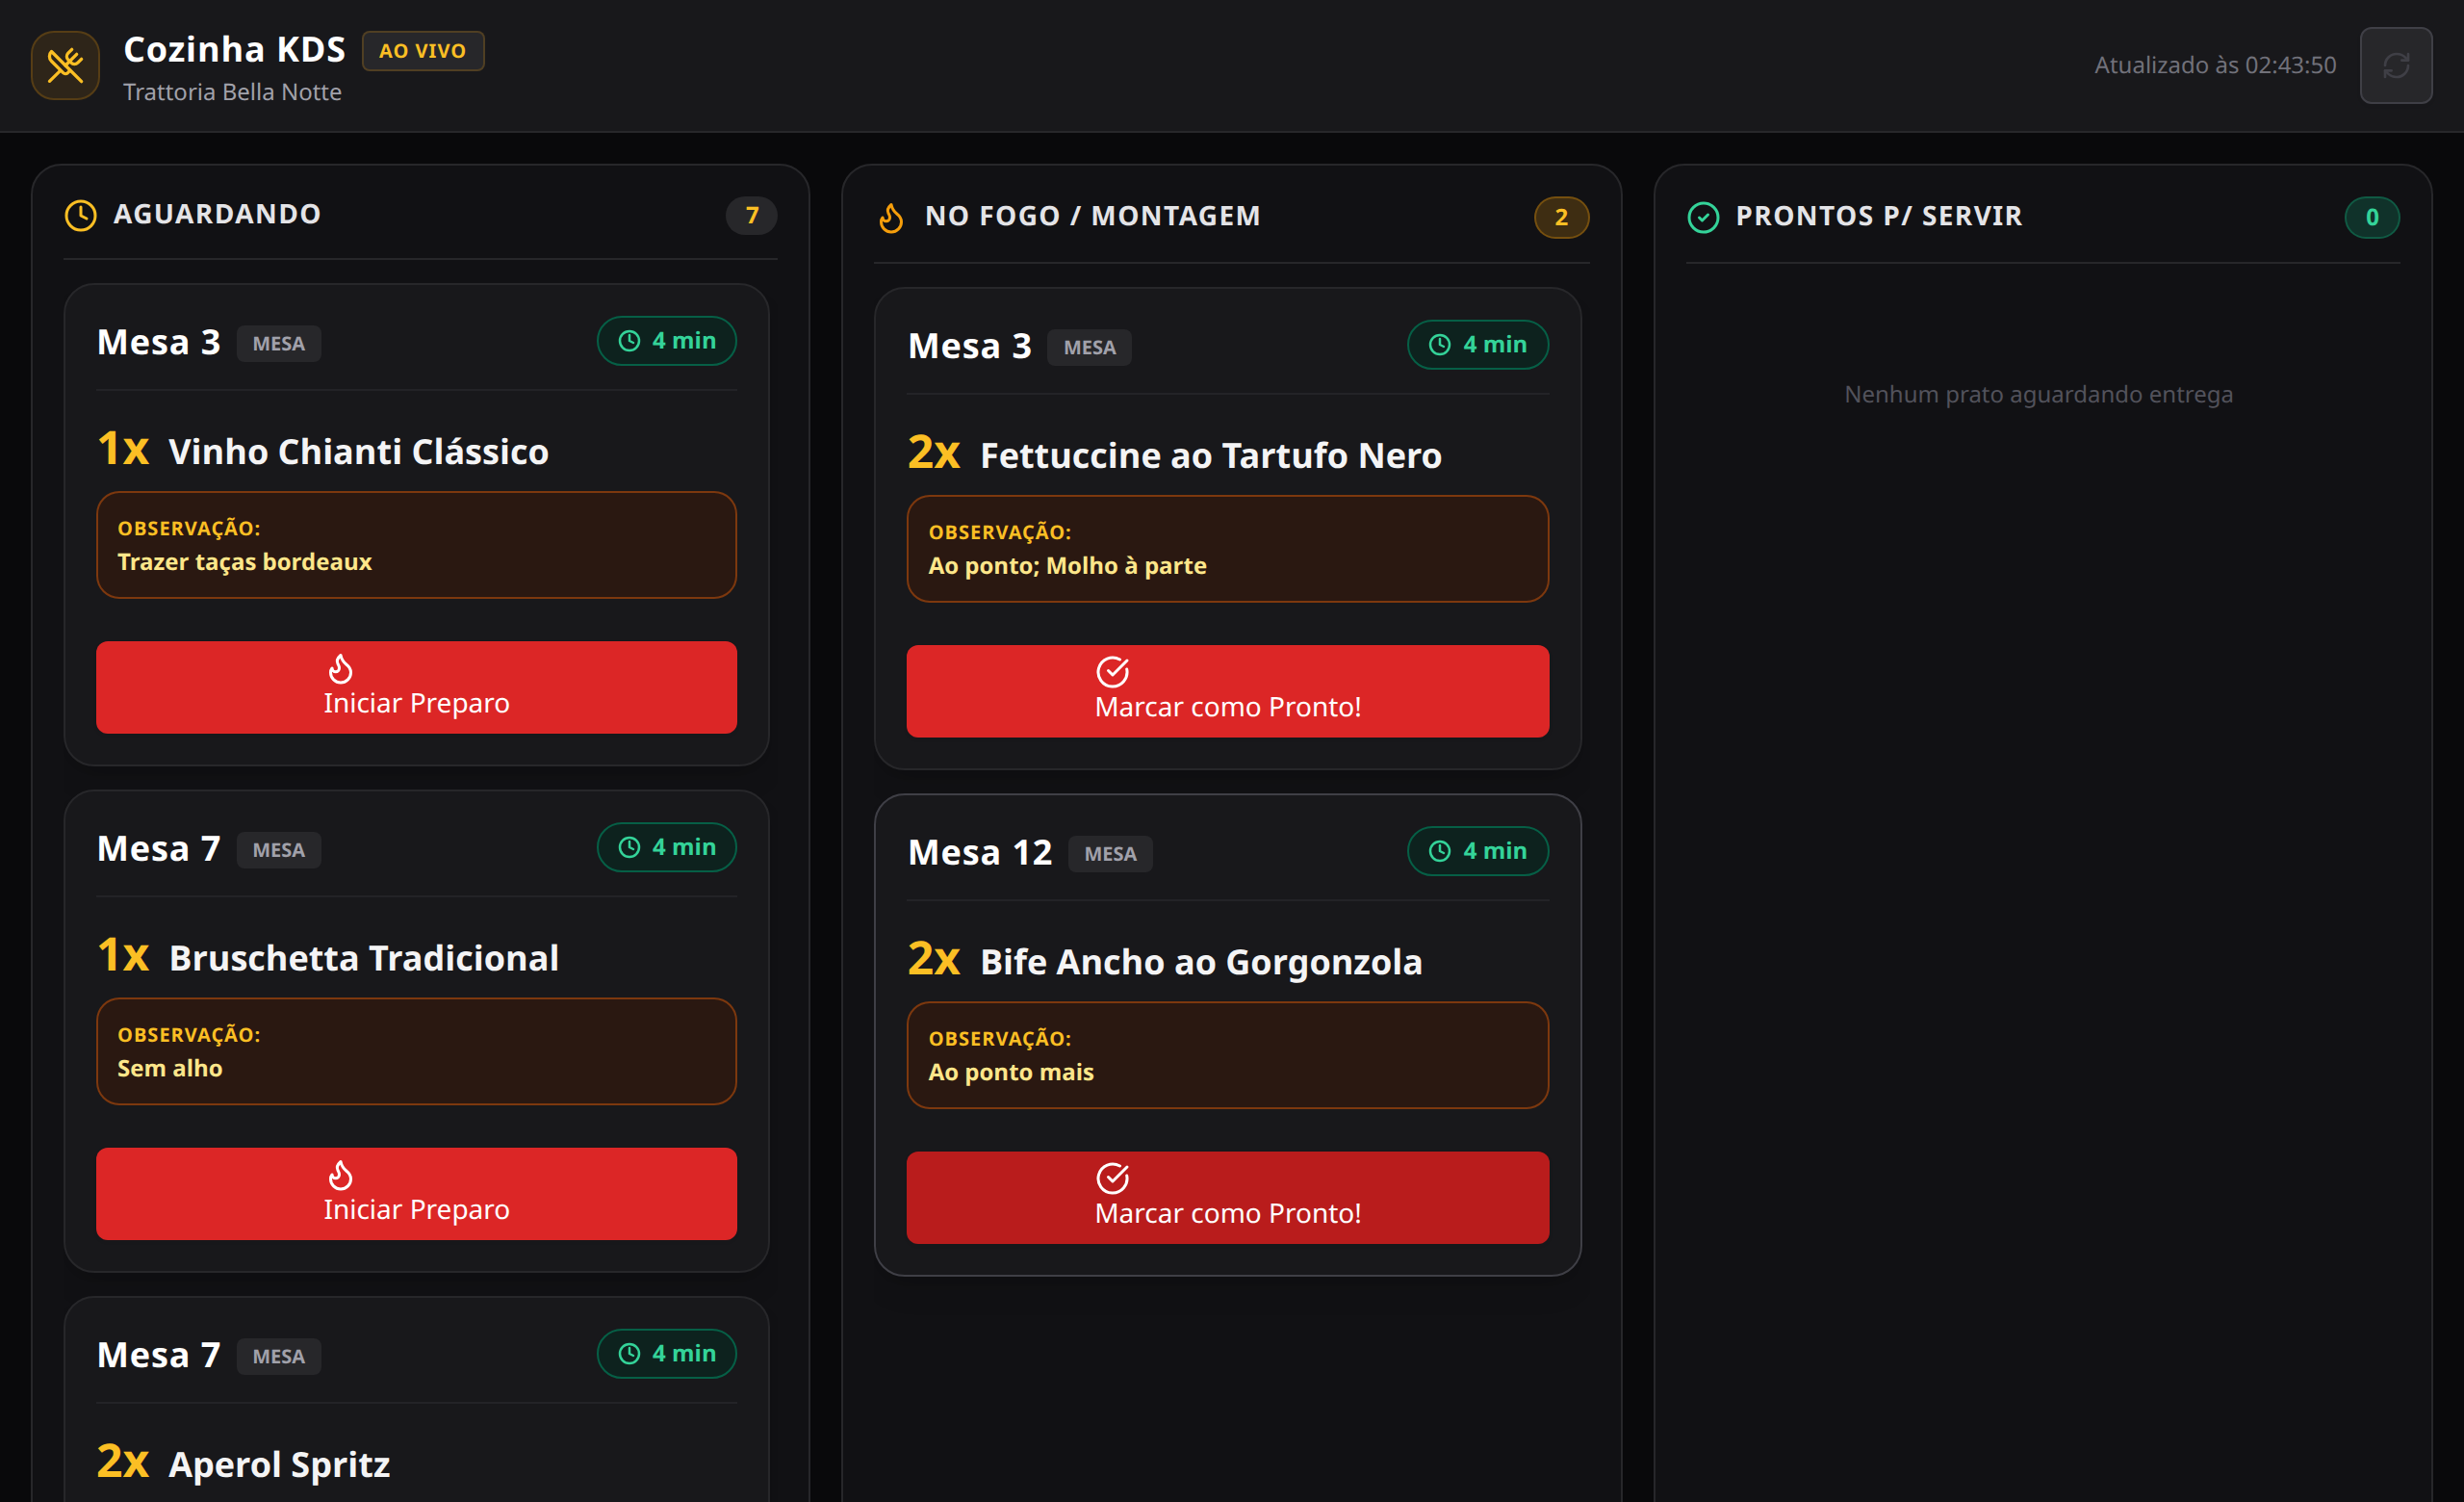 Cozinha KDS
AO VIVO
Trattoria Bella Notte
Atualizado às 02:43:50
AGUARDANDO
7
Mesa 3
MESA
4 min
1x Vinho Chianti Clássico
OBSERVAÇÃO:
Trazer taças bordeaux
Iniciar Preparo
Mesa 7
MESA
4 min
1x Bruschetta Tradicional
OBSERVAÇÃO:
Sem alho
Iniciar Preparo
Mesa 7
MESA
4 min
2x Aperol Spritz
NO FOGO / MONTAGEM
2
Mesa 3
MESA
4 min
2x Fettuccine ao Tartufo Nero
OBSERVAÇÃO:
Ao ponto; Molho à parte
Marcar como Pronto!
Mesa 12
MESA
4 min
2x Bife Ancho ao Gorgonzola
OBSERVAÇÃO:
Ao ponto mais
Marcar como Pronto!
PRONTOS P/ SERVIR
0
Nenhum prato aguardando entrega